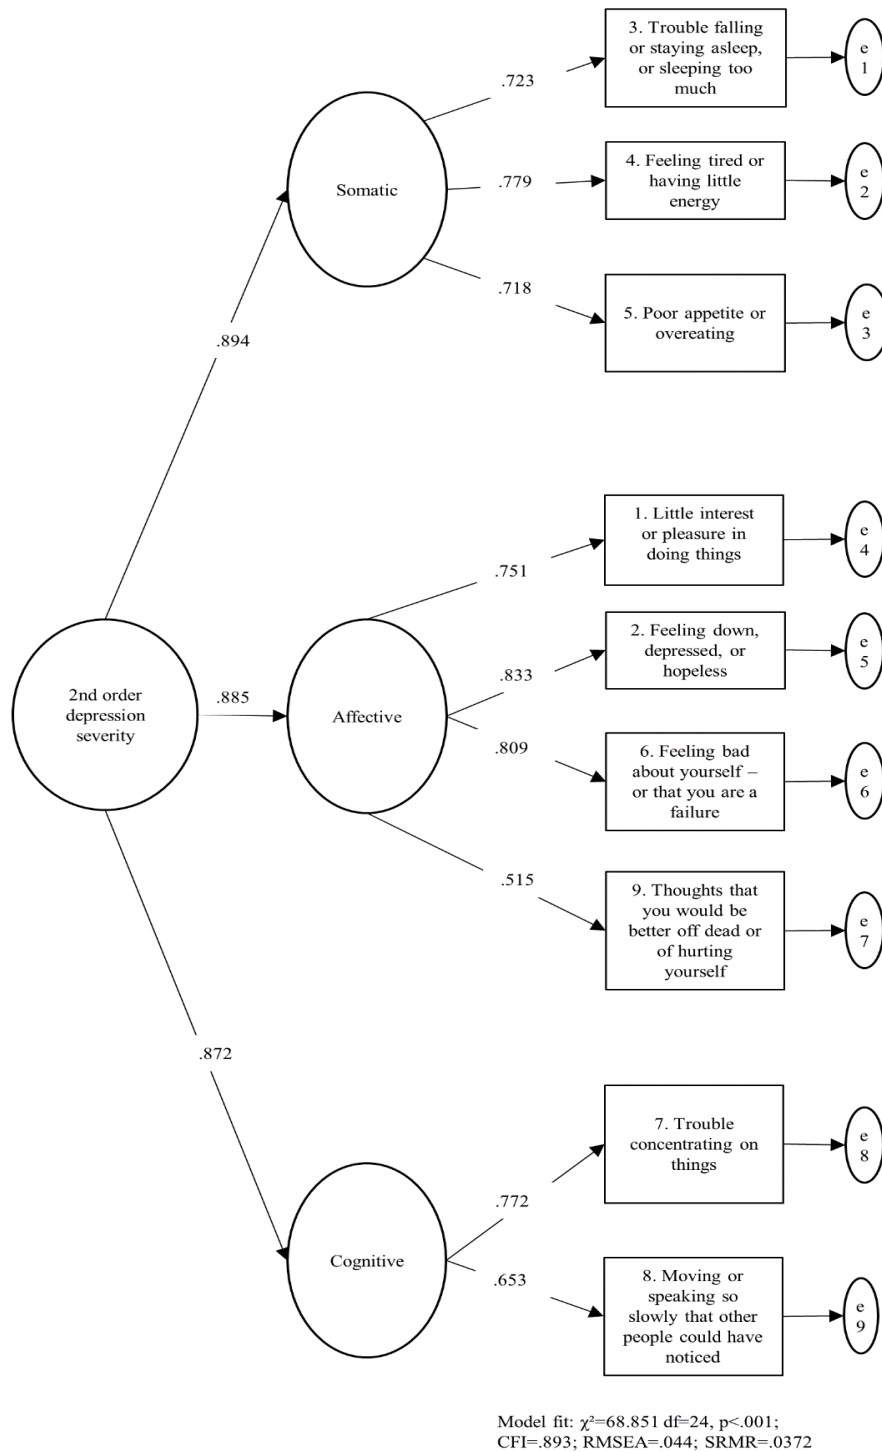 3. Trouble falling
or staying asleep,
or sleeping too
much
e
1
.723
4. Feeling tired or
having little
energy
e
2
.779
Somatic
.718
5. Poor appetite or
overeating
e
3
.894
1. Little interest
or pleasure in
doing things
e
4
.751
2. Feeling down,
depressed, or
hopeless
e
5
.833
2nd order
depression
severity
.885
Affective
.809
6. Feeling bad
about yourself –
or that you are a
failure
e
6
.515
9. Thoughts that
you would be
better off dead or
of hurting
yourself
e
7
.872
7. Trouble
concentrating on
things
e
8
.772
Cognitive
.653
8. Moving or
speaking so
slowly that other
people could have
noticed
e
9
Model fit: χ²=68.851 df=24, p<.001;
CFI=.893; RMSEA=.044; SRMR=.0372